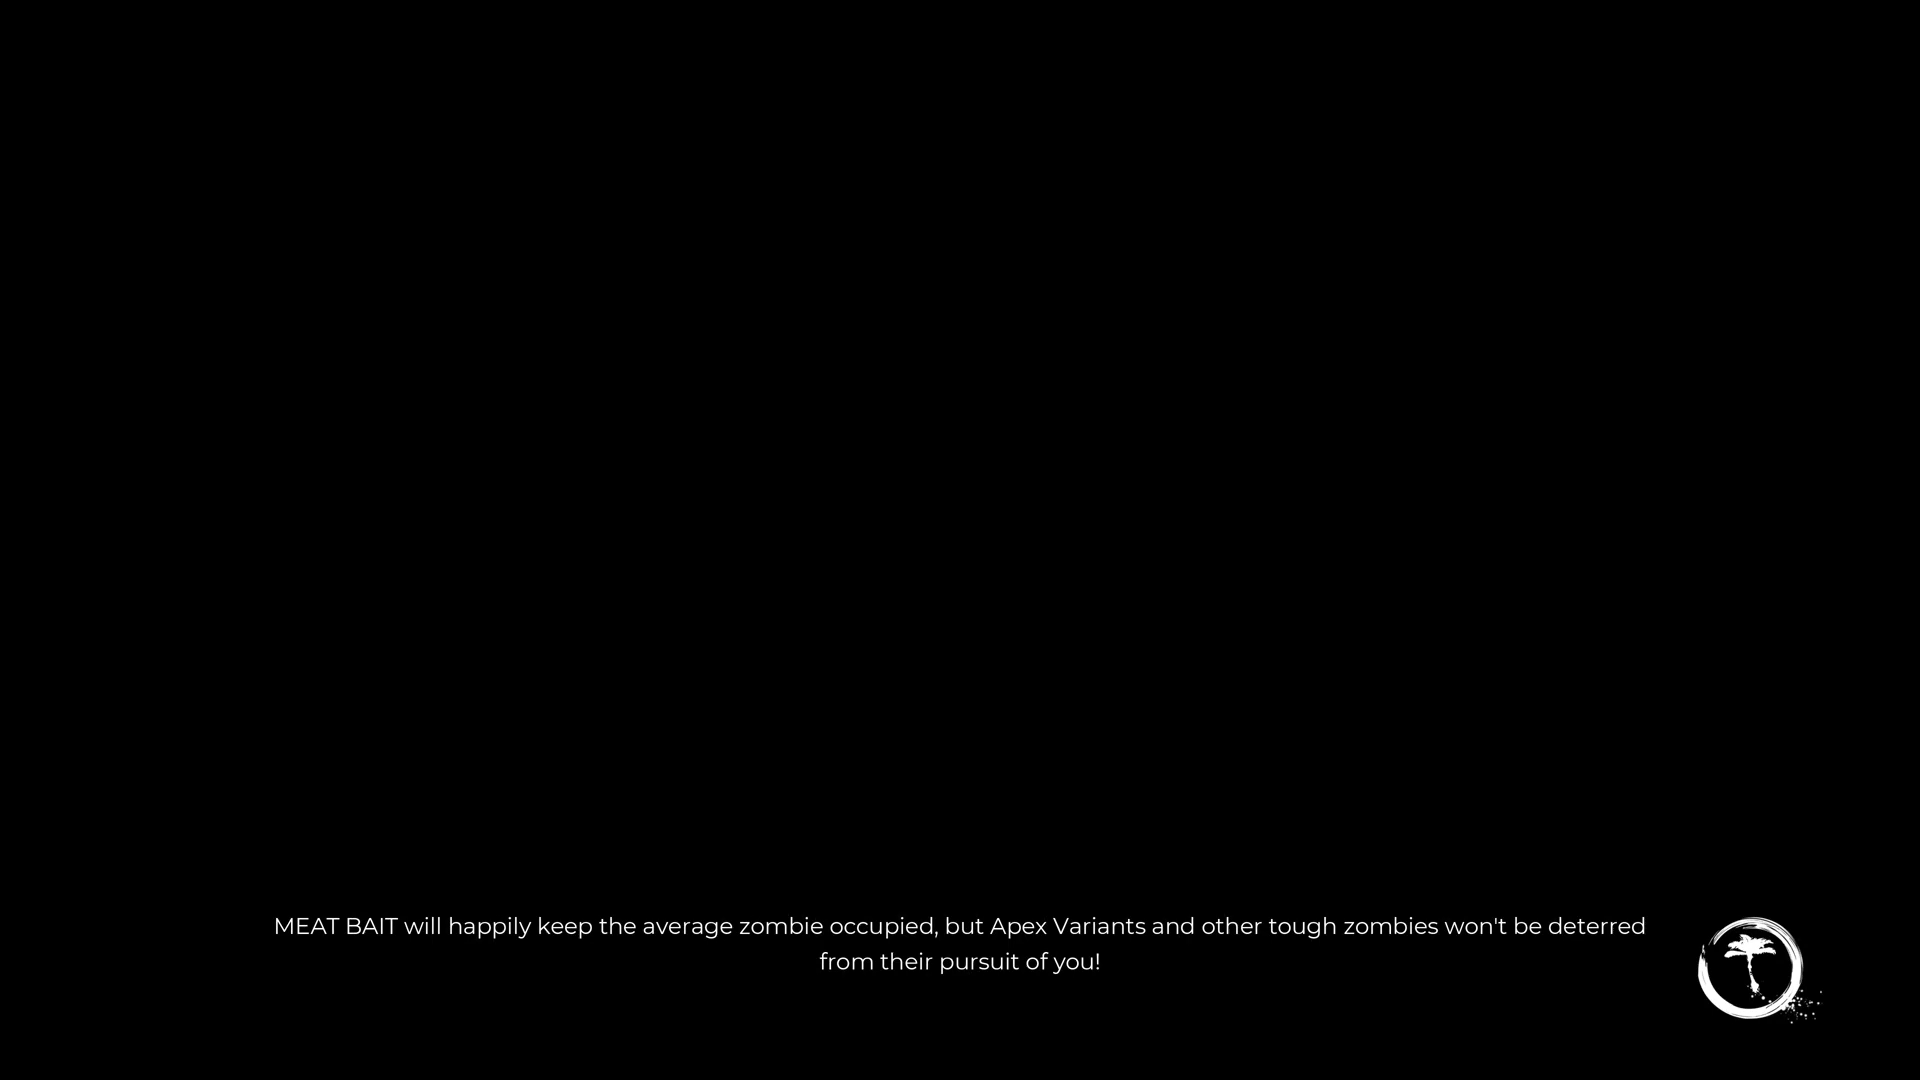 MEAT BAIT will happily keep the average zombie occupied, but Apex Variants and other tough zombies won't be deterred
from their pursuit of you!